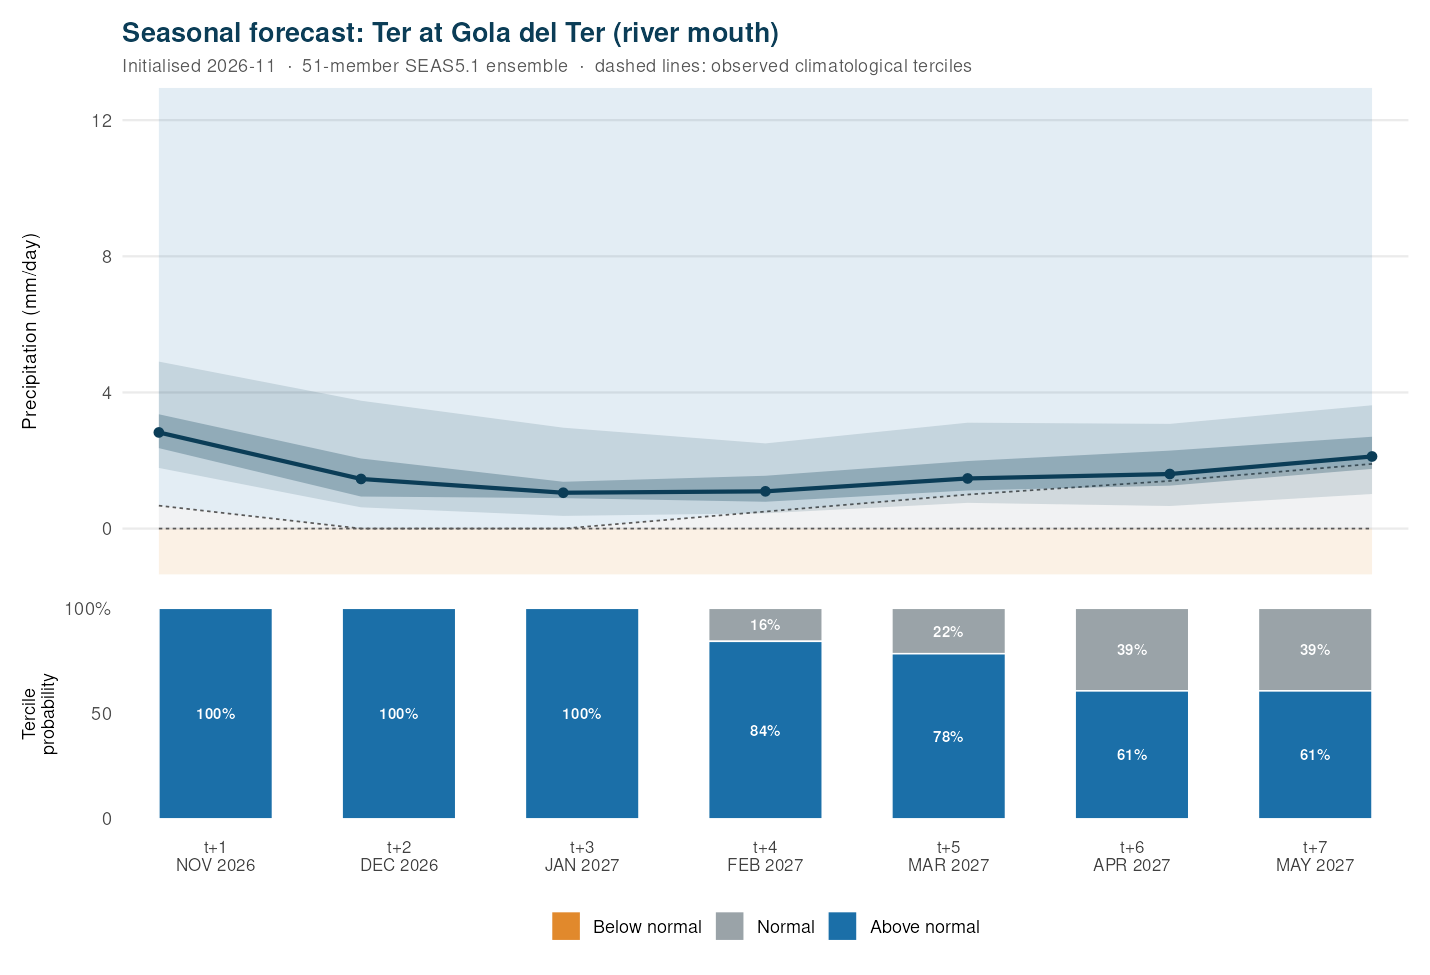 Seasonal forecast: Ter at Gola del Ter (river mouth)
Initialised 2026-11 · 51-member SEAS5.1 ensemble · dashed lines: observed climatological terciles
Precipitation (mm/day)
12
8
4
0
Tercile
probability
100%
50
0
100%
100%
100%
16%
84%
22%
78%
39%
61%
39%
61%
t+1
NOV 2026
t+2
DEC 2026
t+3
JAN 2027
t+4
FEB 2027
t+5
MAR 2027
t+6
APR 2027
t+7
MAY 2027
Below normal
Normal
Above normal